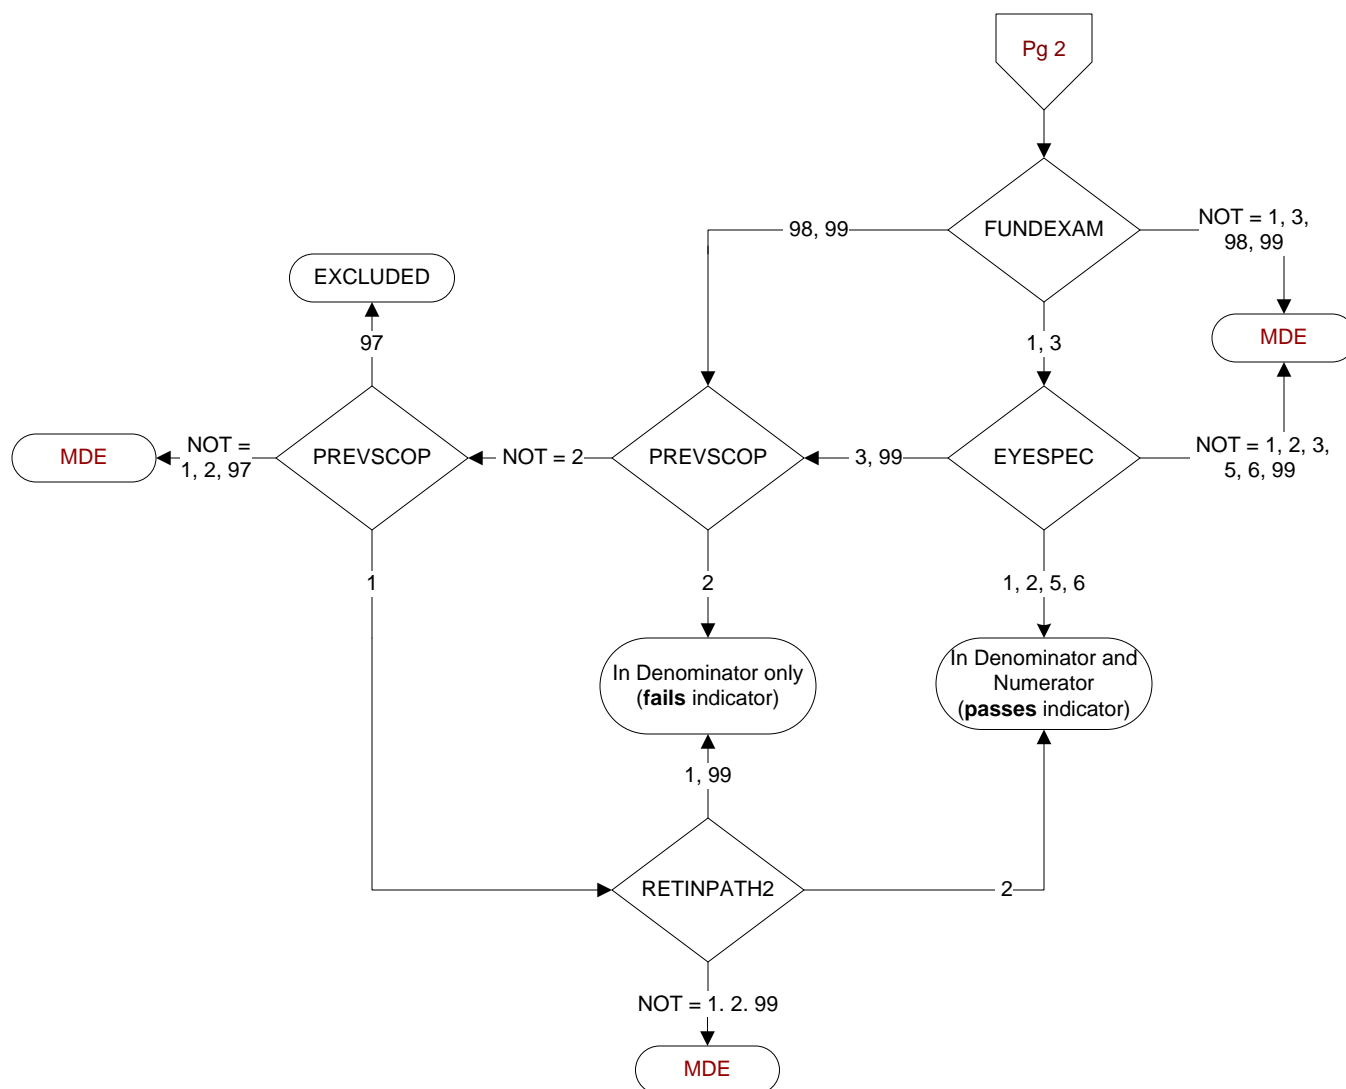 Pg 2
FUNDEXAM
98, 99
NOT = 1, 3,
98, 99
EXCLUDED
97
1, 3
MDE
MDE
NOT =
1, 2, 97
PREVSCOP
NOT = 2
PREVSCOP
3, 99
EYESPEC
NOT = 1, 2, 3,
5, 6, 99
1
2
1, 2, 5, 6
In Denominator only
(fails indicator)
In Denominator and
Numerator
(passes indicator)
1, 99
RETINPATH2
2
NOT = 1. 2. 99
MDE